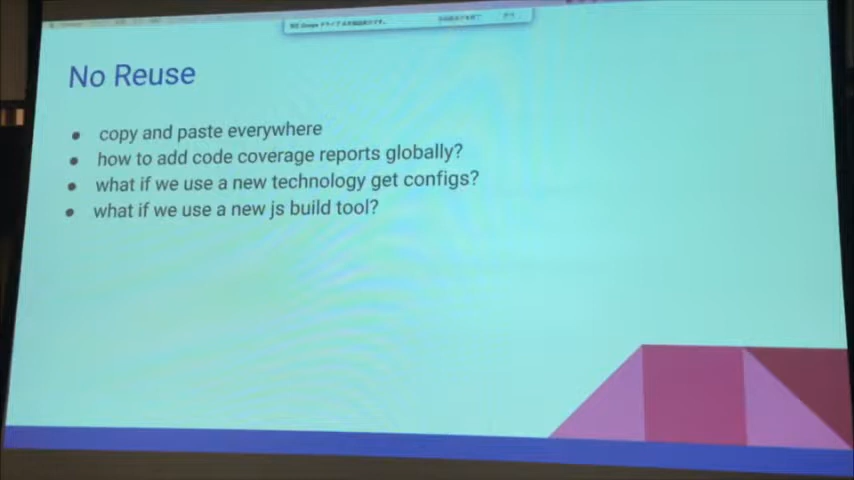 No Reuse
copy and paste everywhere
how to add code coverage reports globally?
what if we use a new technology get configs?
what if we use a new js build tool?